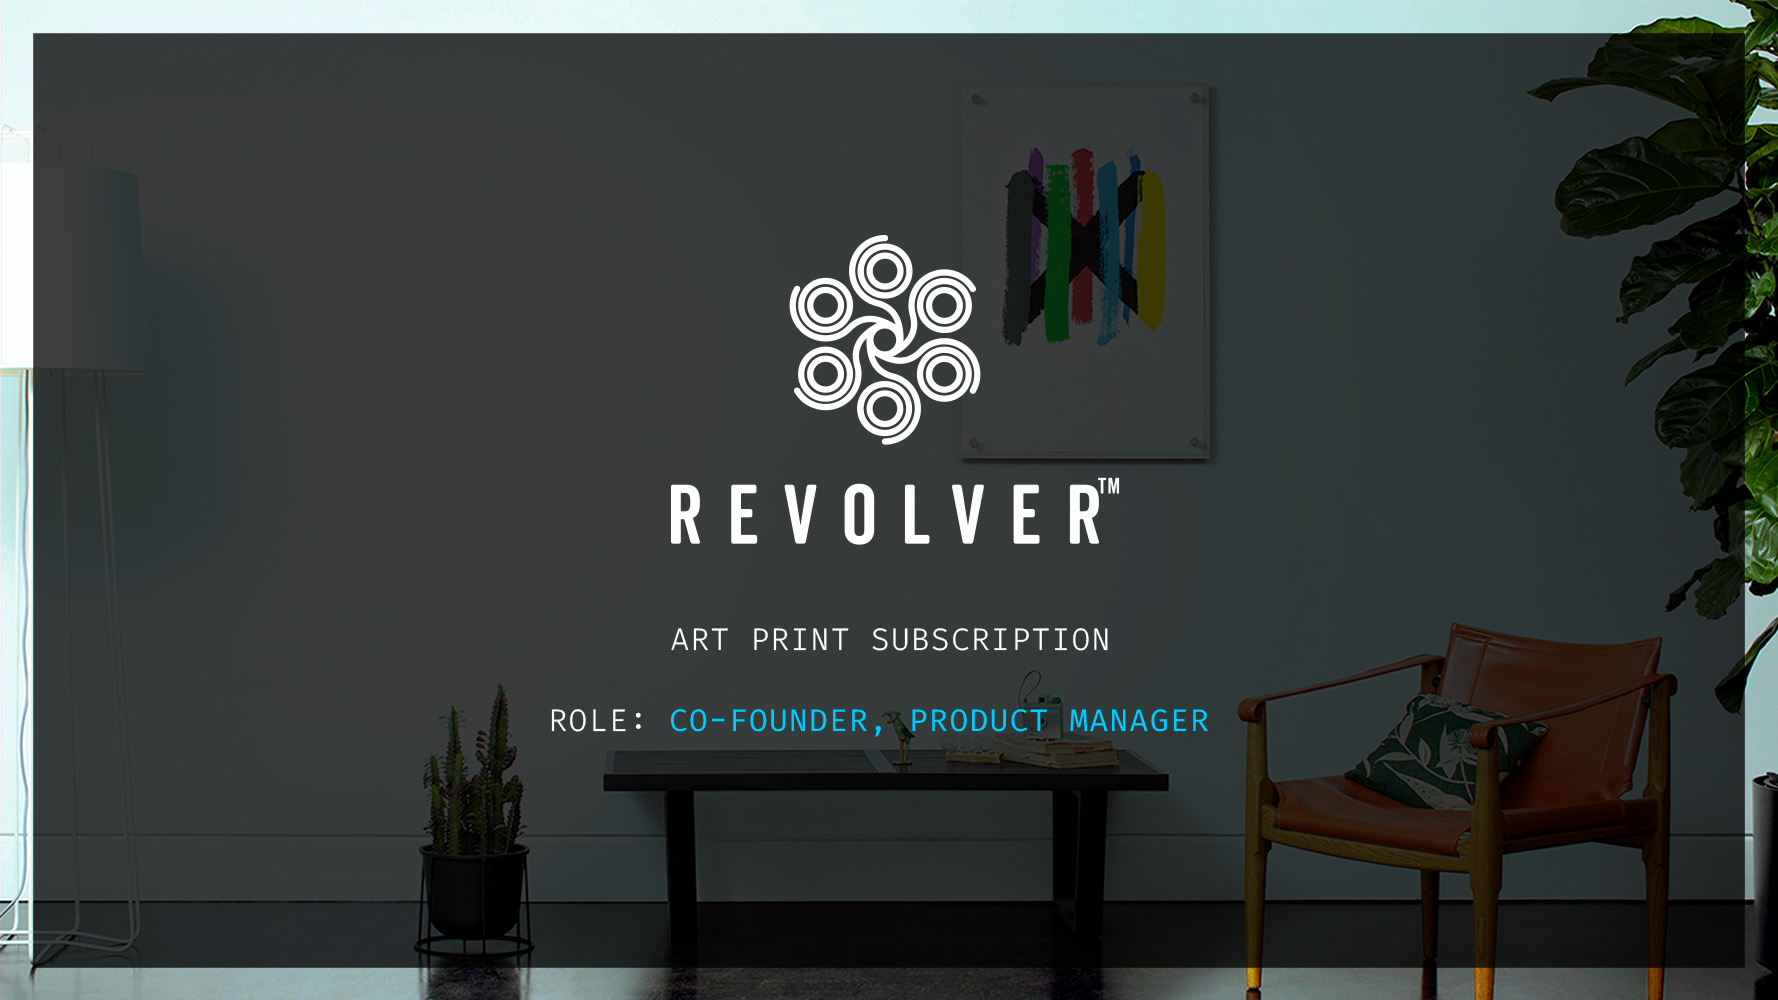 REVOLVER™
ART PRINT SUBSCRIPTION
ROLE: CO-FOUNDER, PRODUCT MANAGER